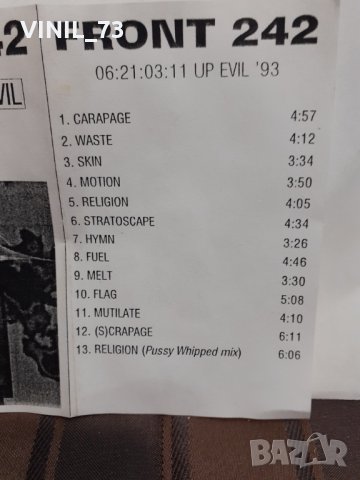 VINIL_73
42
FRONT 242
06:21:03:11 UP EVIL '93
VIL
1. CARAPAGE 4:57
2. WASTE 4:12
3. SKIN 3:34
4. MOTION 3:50
5. RELIGION 4:05
6. STRATOSCAPE 4:34
7. HYMN 3:26
8. FUEL 4:46
9. MELT 3:30
10. FLAG 5:08
11. MUTILATE 4:10
12. (S)CRAPAGE 6:11
13. RELIGION (Pussy Whipped mix) 6:06
BAZAR
bg